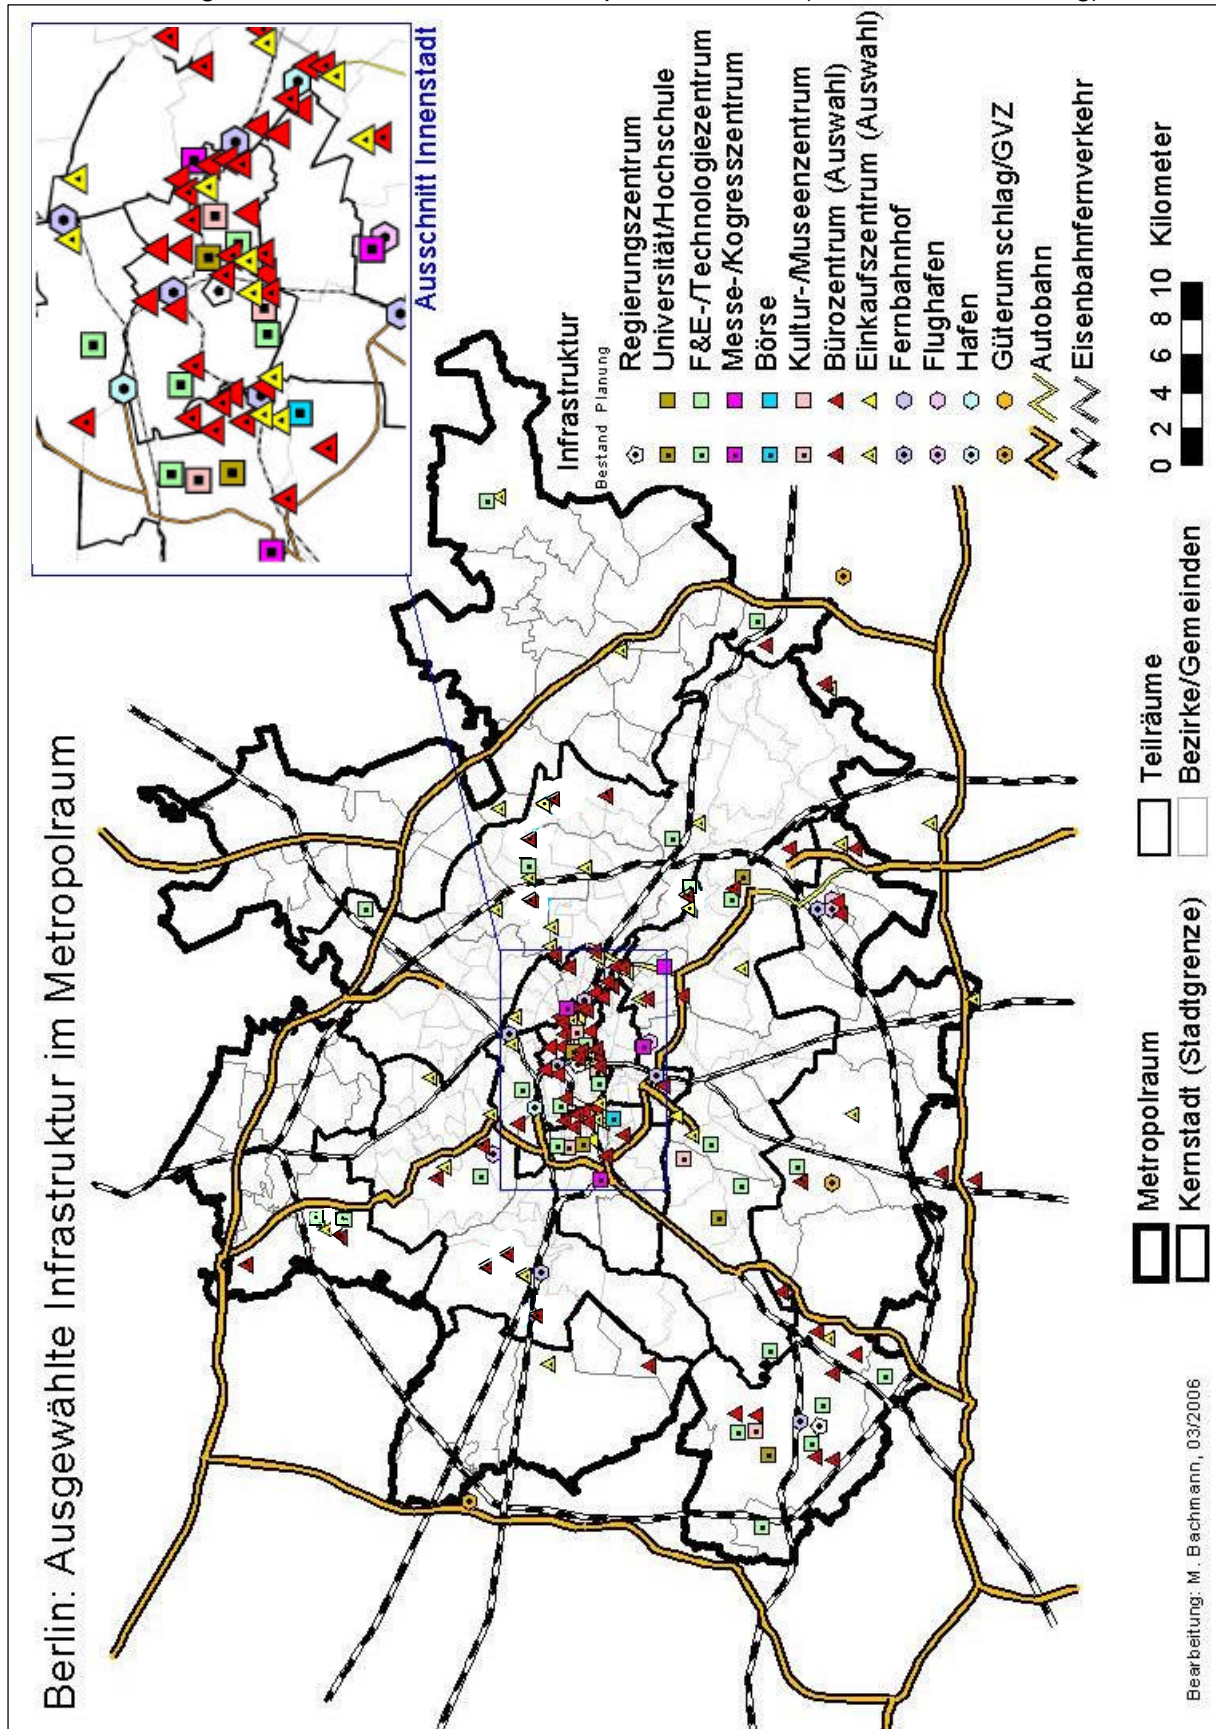 Berlin: Ausgewählte Infrastruktur im Metropolraum
Ausschnitt Innenstadt
Infrastruktur
Bestand Planung
Regierungszentrum
Universität/Hochschule
F&E-/Technologiezentrum
Messe-/Kogresszentrum
Börse
Kultur-/Museenzentrum
Bürozentrum (Auswahl)
Einkaufszentrum (Auswahl)
Fernbahnhof
Flughafen
Hafen
Güterumschlag/GVZ
Autobahn
Eisenbahnfernverkehr
0 2 4 6 8 10 Kilometer
Metropolraum
Kernstadt (Stadtgrenze)
Teilräume
Bezirke/Gemeinden
Bearbeitung: M. Bachmann, 03/2006